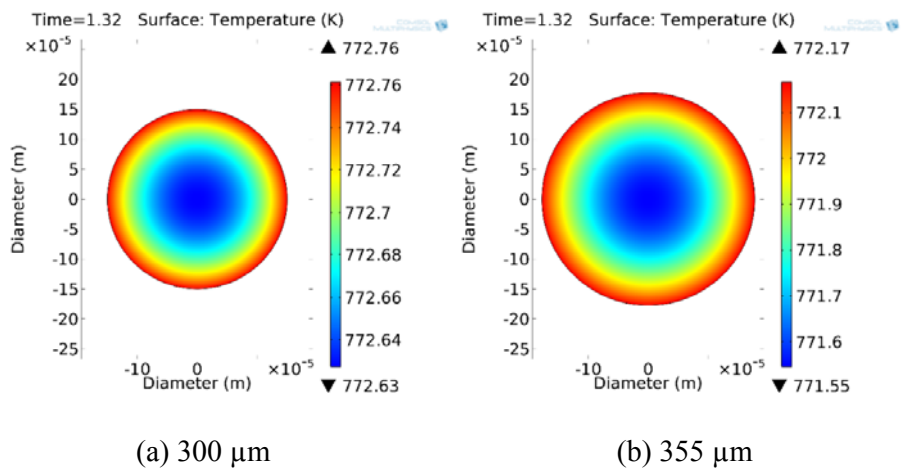 Time=1.32 Surface: Temperature (K)
COMSOL
MULTIPHYSICS
×10⁻⁵
▲ 772.76
20
15
10
5
0
-5
-10
-15
-20
-25
Diameter (m)
772.76
772.74
772.72
772.7
772.68
772.66
772.64
-10 0 ×10⁻⁵
Diameter (m)
▼ 772.63
(a) 300 µm
Time=1.32 Surface: Temperature (K)
COMSOL
MULTIPHYSICS
×10⁻⁵
▲ 772.17
20
15
10
5
0
-5
-10
-15
-20
-25
Diameter (m)
772.1
772
771.9
771.8
771.7
771.6
-10 0 ×10⁻⁵
Diameter (m)
▼ 771.55
(b) 355 µm